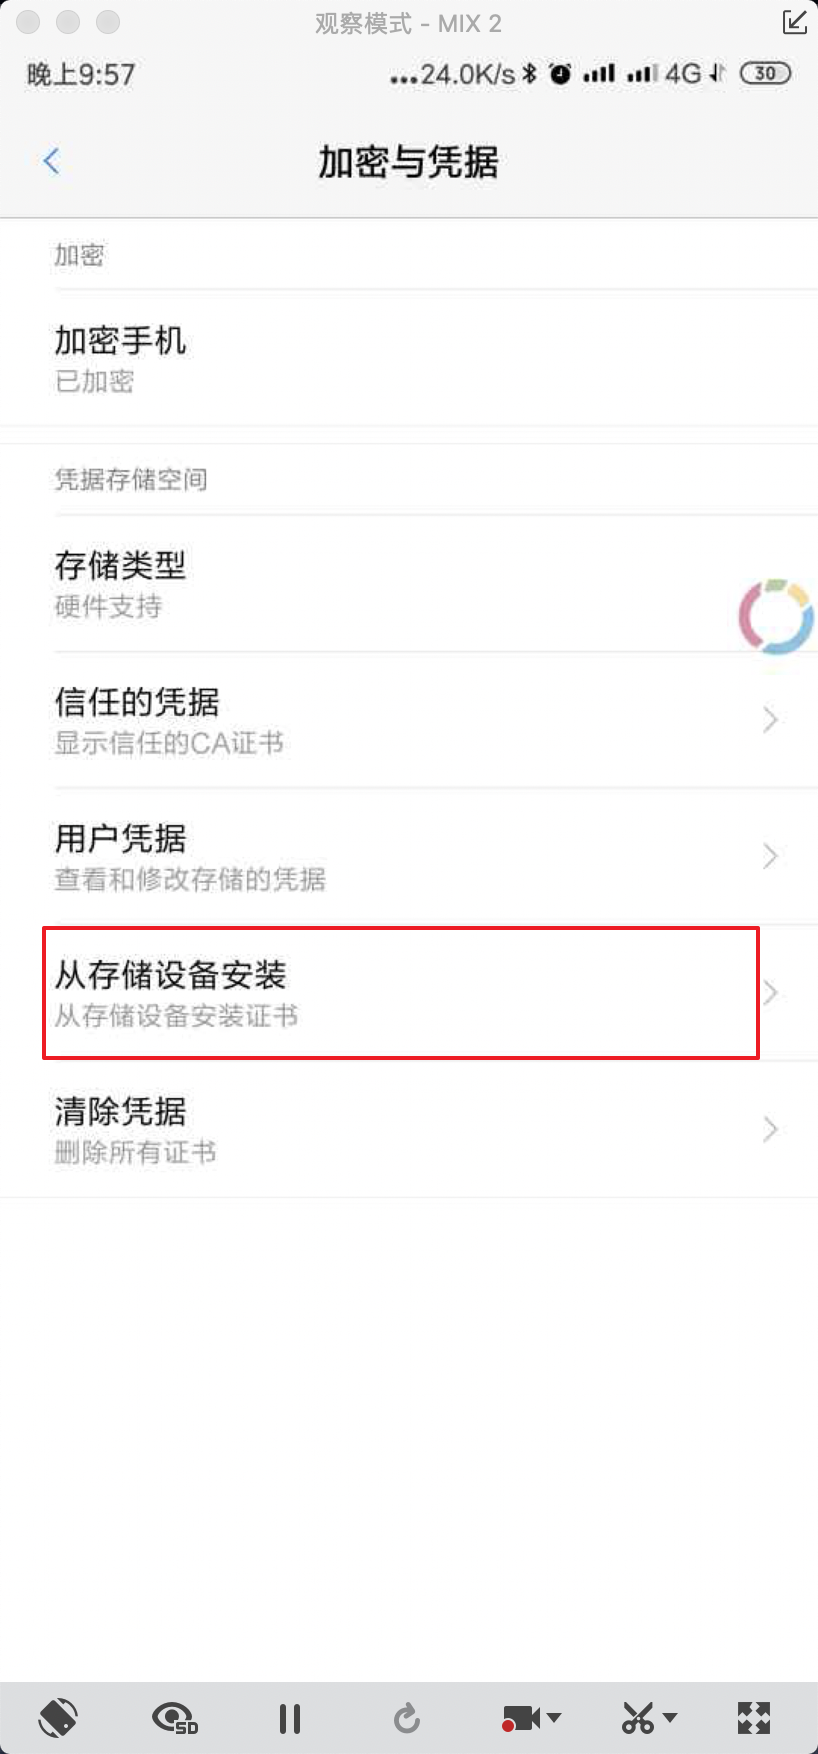 观察模式 - MIX 2
晚上9:57
...24.0K/s 4G 30
加密与凭据
加密
加密手机
已加密
凭据存储空间
存储类型
硬件支持
信任的凭据
显示信任的CA证书
用户凭据
查看和修改存储的凭据
从存储设备安装
从存储设备安装证书
清除凭据
删除所有证书
SD